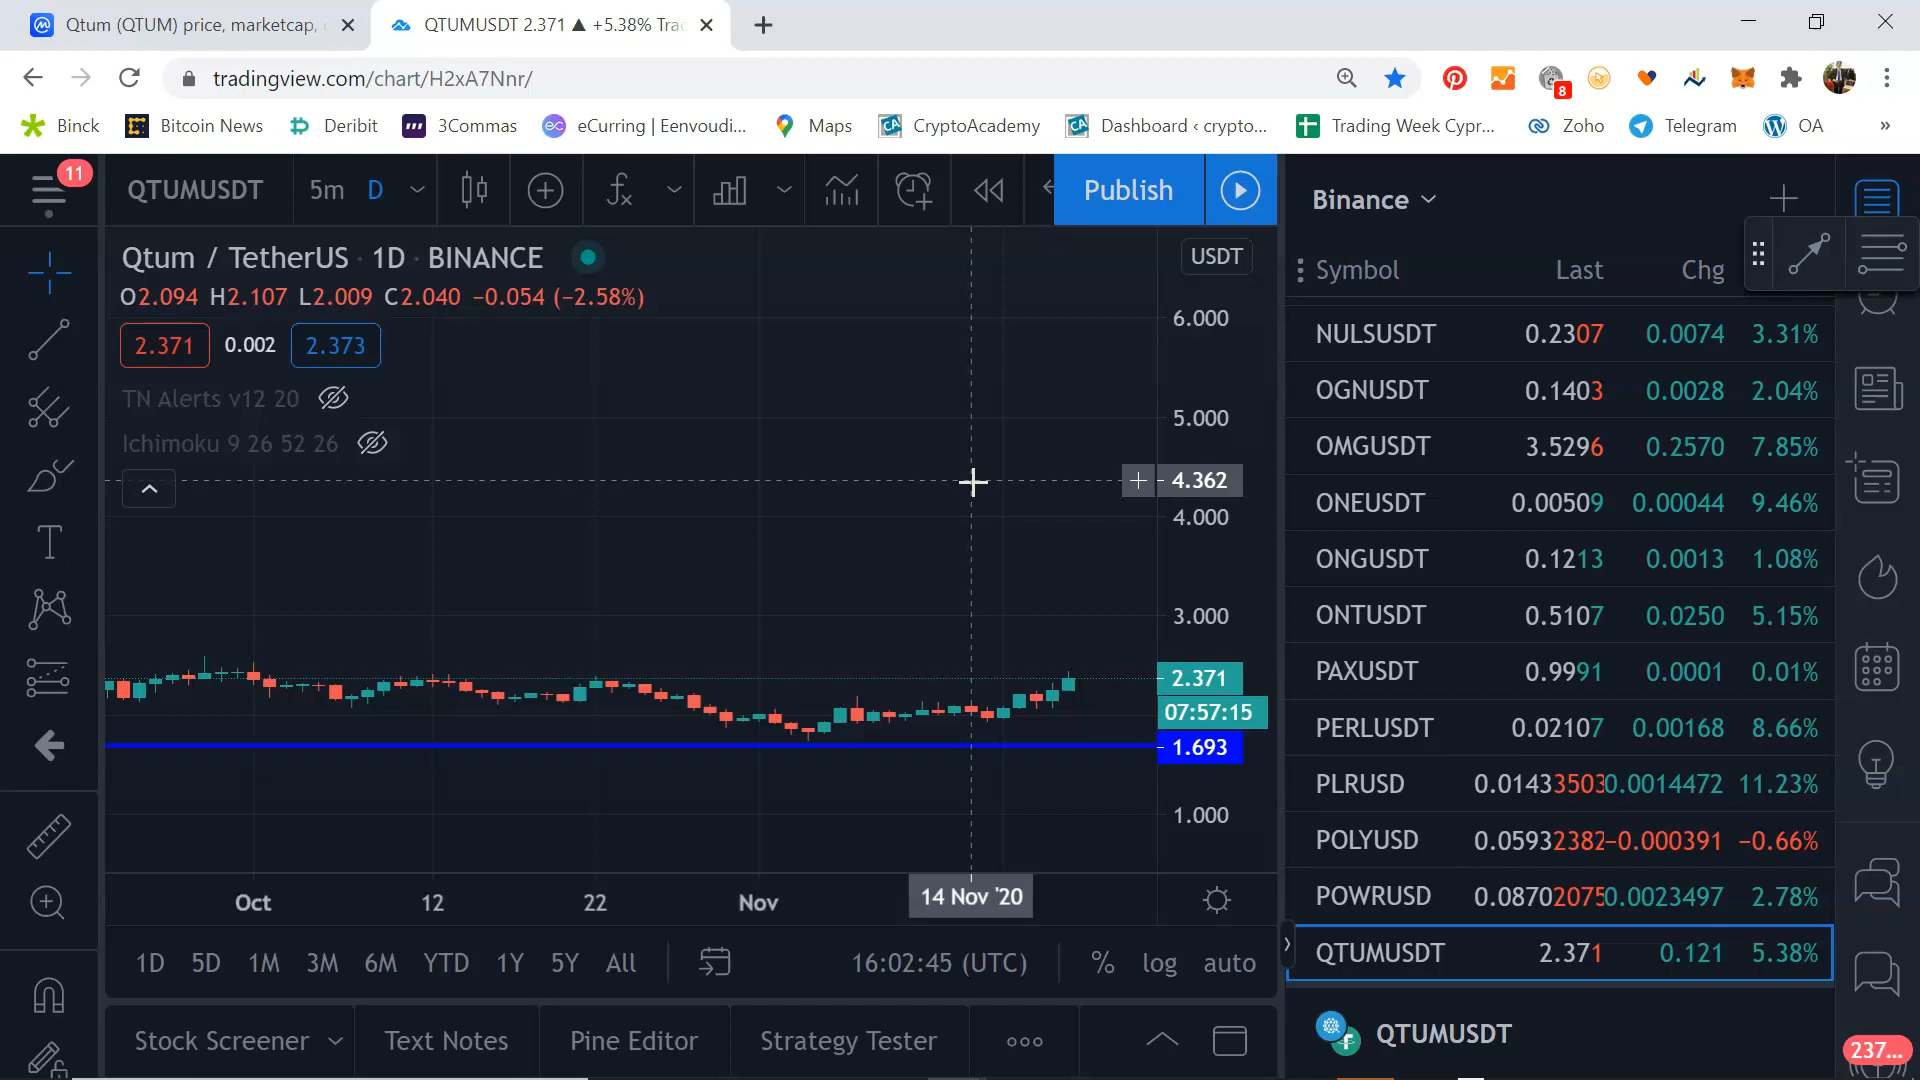 Qtum (QTUM) price, marketcap,
QTUMUSDT 2.371 ▲ +5.38% Trac
tradingview.com/chart/H2xA7Nnr/
8
Binck
Bitcoin News
Deribit
3Commas
eCurring | Eenvoudi...
Maps
CryptoAcademy
Dashboard ‹ crypto...
Trading Week Cypr...
Zoho
Telegram
OA
»
11
QTUMUSDT
5m
D
Publish
Binance
Qtum / TetherUS · 1D · BINANCE
USDT
O2.094 H2.107 L2.009 C2.040 −0.054 (−2.58%)
2.371
0.002
2.373
TN Alerts v12 20
Ichimoku 9 26 52 26
6.000
5.000
4.362
4.000
3.000
2.371
07:57:15
1.693
1.000
Oct
12
22
Nov
14 Nov '20
1D
5D
1M
3M
6M
YTD
1Y
5Y
All
16:02:45 (UTC)
%
log
auto
Stock Screener
Text Notes
Pine Editor
Strategy Tester
Symbol Last Chg
NULSUSDT 0.2307 0.0074 3.31%
OGNUSDT 0.1403 0.0028 2.04%
OMGUSDT 3.5296 0.2570 7.85%
ONEUSDT 0.00509 0.00044 9.46%
ONGUSDT 0.1213 0.0013 1.08%
ONTUSDT 0.5107 0.0250 5.15%
PAXUSDT 0.9991 0.0001 0.01%
PERLUSDT 0.02107 0.00168 8.66%
PLRUSD 0.01433503 0.0014472 11.23%
POLYUSD 0.05932382 −0.000391 −0.66%
POWRUSD 0.08702075 0.0023497 2.78%
QTUMUSDT 2.371 0.121 5.38%
QTUMUSDT
237...